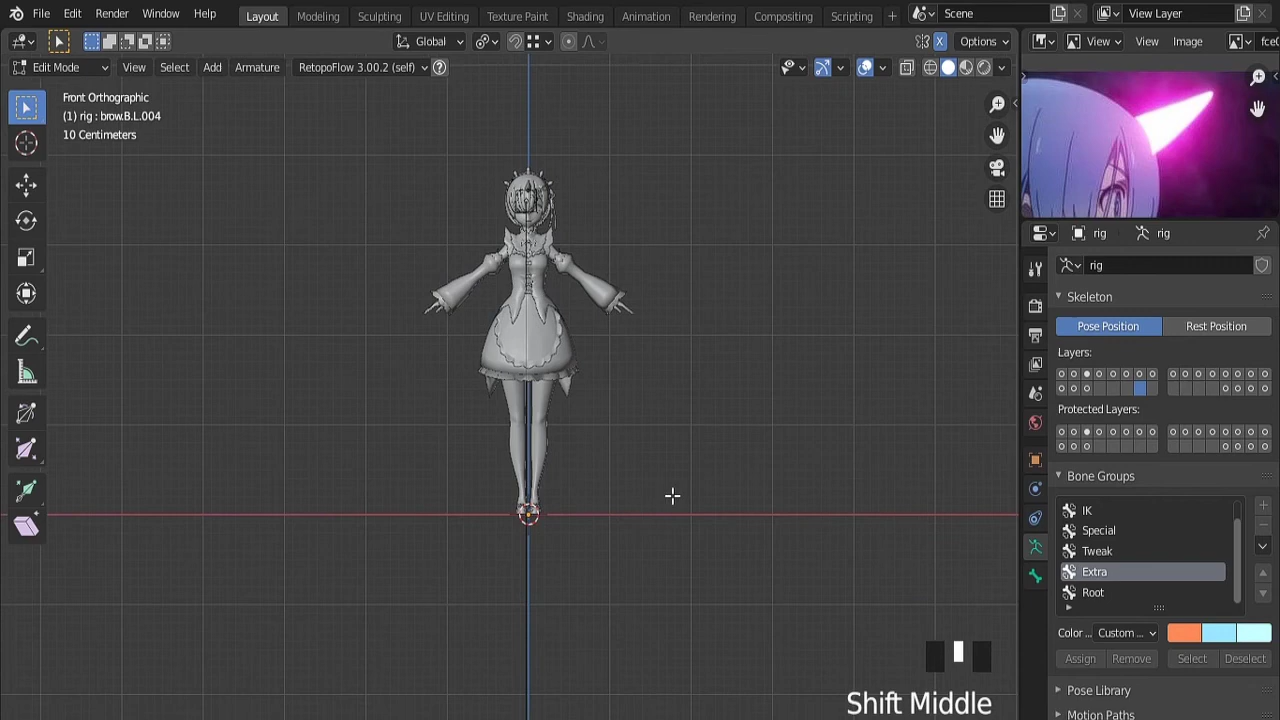 File Edit Render Window Help Layout Modeling Sculpting UV Editing Texture Paint Shading Animation Rendering Compositing Scripting + Scene View Layer
Global Options View Image fce0
Edit Mode View Select Add Armature RetopoFlow 3.00.2 (self) ?
Front Orthographic
(1) rig : brow.B.L.004
10 Centimeters
rig rig
rig
Skeleton
Pose Position Rest Position
Layers:
Protected Layers:
Bone Groups
IK
Special
Tweak
Extra
Root
Color ... Custom ...
Assign Remove Select Deselect
Pose Library
Motion Paths
Shift Middle